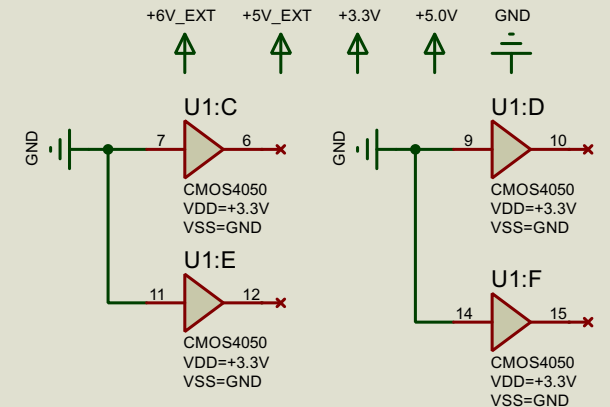 +6V_EXT
+5V_EXT
+3.3V
+5.0V
GND
U1:C
GND
7
6
CMOS4050
VDD=+3.3V
VSS=GND
U1:D
GND
9
10
CMOS4050
VDD=+3.3V
VSS=GND
U1:E
11
12
CMOS4050
VDD=+3.3V
VSS=GND
U1:F
14
15
CMOS4050
VDD=+3.3V
VSS=GND